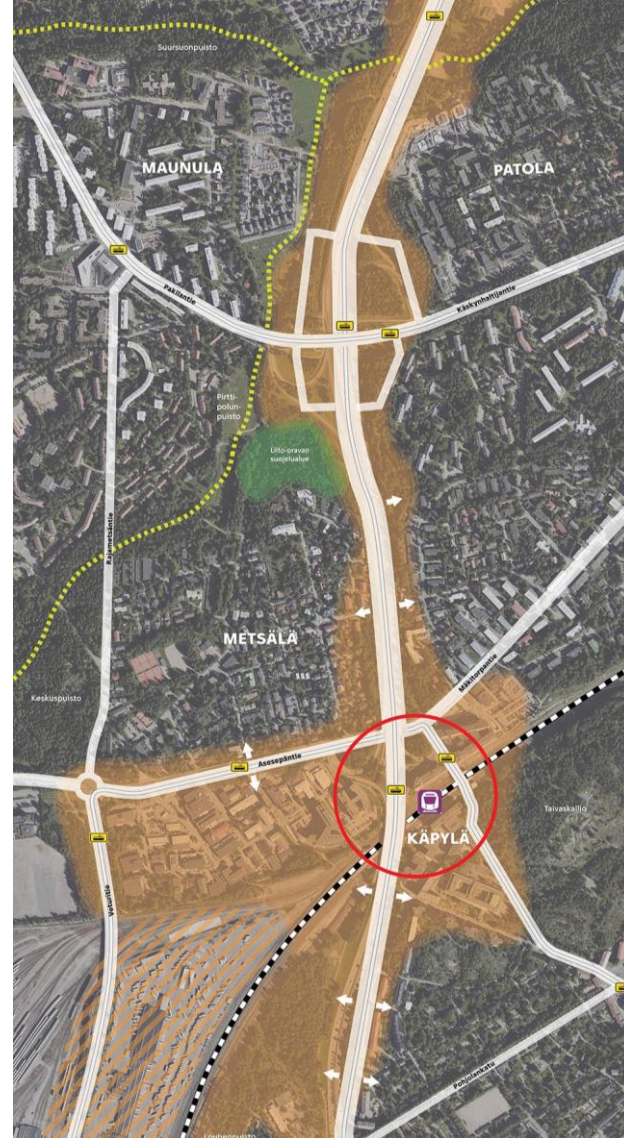 Suursuonpuisto
MAUNULA
PATOLA
Pakilantie
Käskynhaltijantie
Pirtti-
polun-
puisto
Liito-oravan
suojelualue
Rajametsäntie
METSÄLÄ
Mäkitorpantie
Keskuspuisto
Asesepäntie
Taivaskallio
KÄPYLÄ
Veturitie
Pohjolankatu
Louhenpuisto